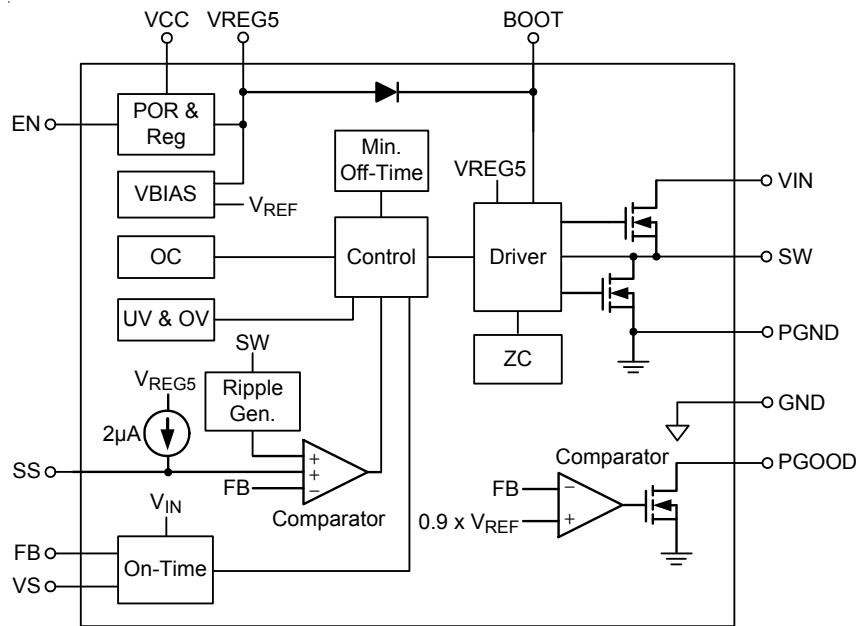 VCC
VREG5
BOOT
EN
POR &
Reg
Min.
Off-Time
VREG5
VIN
VBIAS
VREF
OC
Control
Driver
SW
UV & OV
PGND
SW
ZC
VREG5
Ripple
Gen.
GND
2µA
Comparator
PGOOD
SS
+
+
FB
−
Comparator
FB
−
0.9 x VREF
+
VIN
FB
On-Time
VS